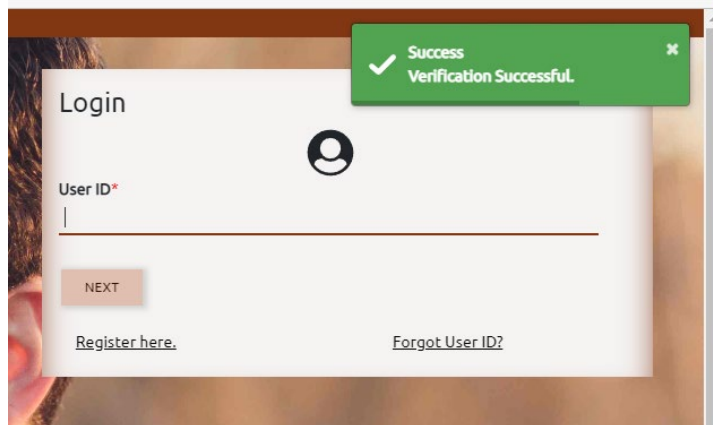 Success
Verification Successful.
Login
User ID*
NEXT
Register here.
Forgot User ID?